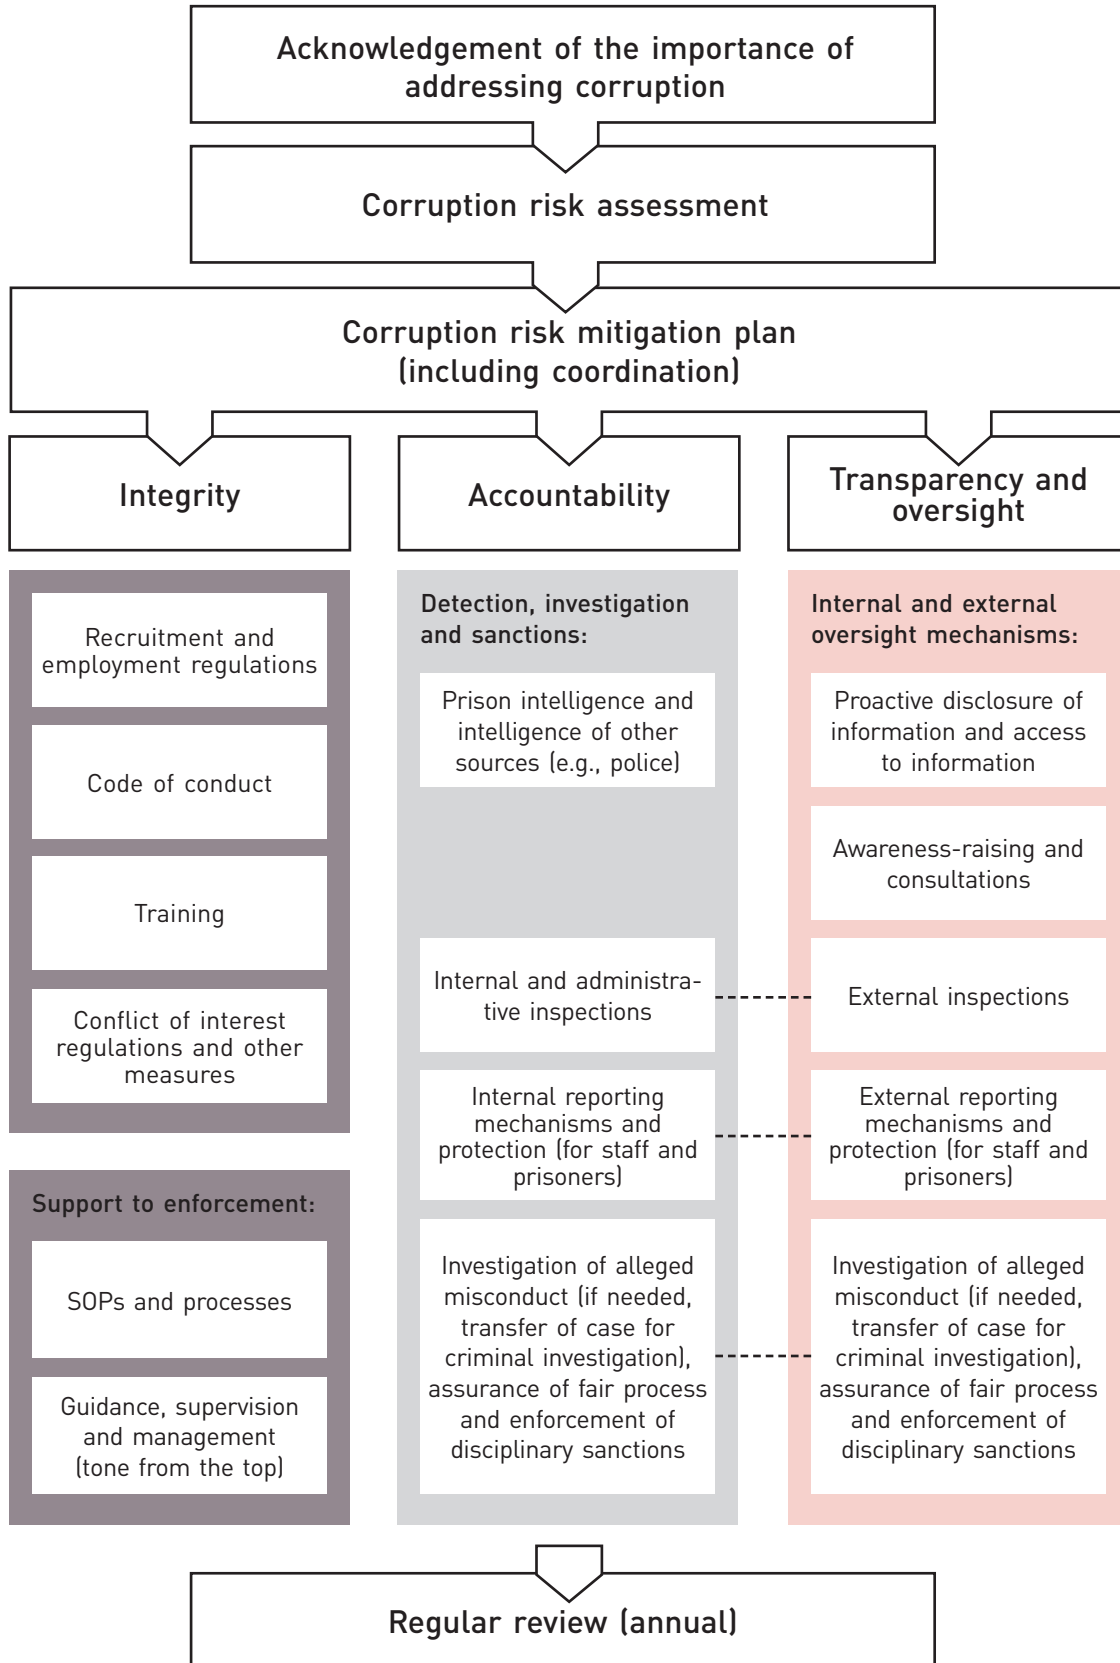 Acknowledgement of the importance of
addressing corruption
Corruption risk assessment
Corruption risk mitigation plan
(including coordination)
Integrity
Accountability
Transparency and
oversight
Recruitment and
employment regulations
Code of conduct
Training
Conflict of interest
regulations and other
measures
Support to enforcement:
SOPs and processes
Guidance, supervision
and management
(tone from the top)
Detection, investigation
and sanctions:
Prison intelligence and
intelligence of other
sources (e.g., police)
Internal and administra-
tive inspections
Internal reporting
mechanisms and
protection (for staff and
prisoners)
Investigation of alleged
misconduct (if needed,
transfer of case for
criminal investigation),
assurance of fair process
and enforcement of
disciplinary sanctions
Internal and external
oversight mechanisms:
Proactive disclosure of
information and access
to information
Awareness-raising and
consultations
External inspections
External reporting
mechanisms and
protection (for staff and
prisoners)
Investigation of alleged
misconduct (if needed,
transfer of case for
criminal investigation),
assurance of fair process
and enforcement of
disciplinary sanctions
Regular review (annual)